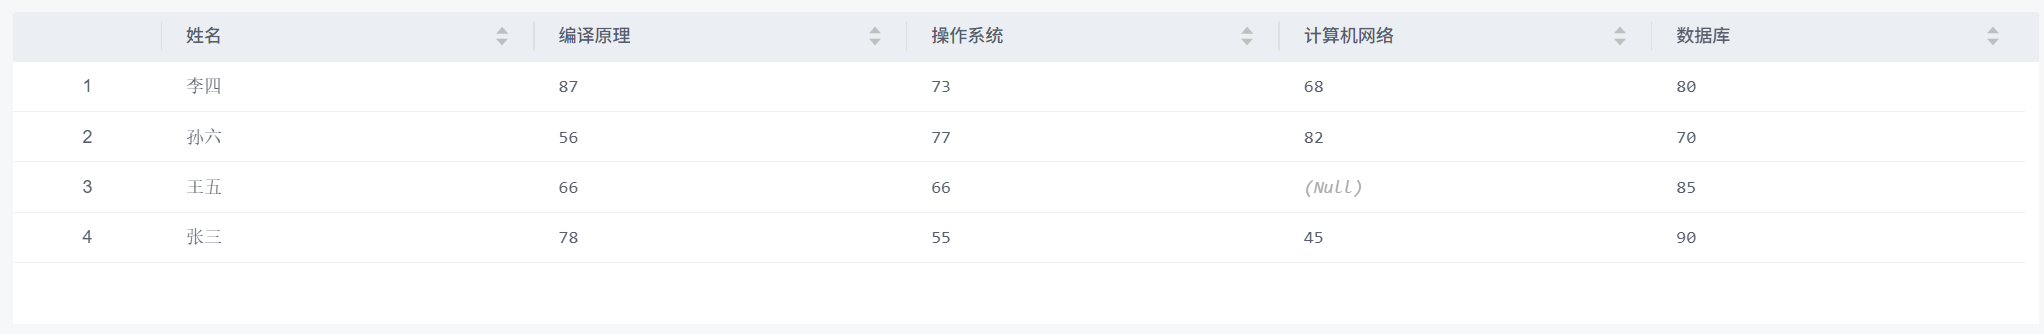 姓名 编译原理 操作系统 计算机网络 数据库
1 李四 87 73 68 80
2 孙六 56 77 82 70
3 王五 66 66 (Null) 85
4 张三 78 55 45 90